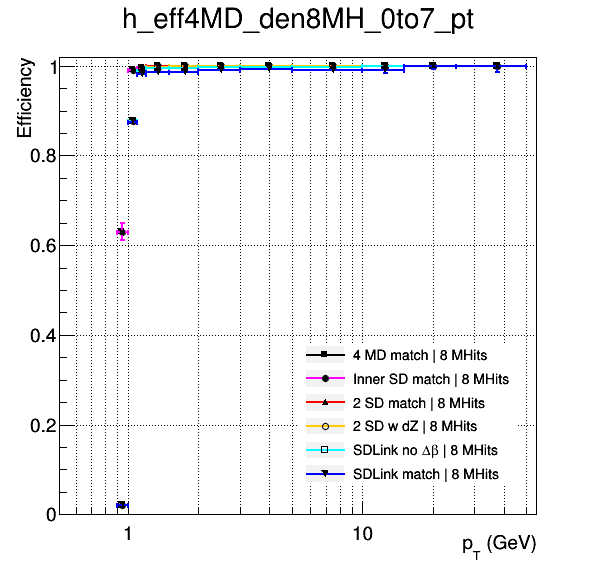 h_eff4MD_den8MH_0to7_pt
Efficiency
1
0.8
0.6
0.4
0.2
0
4 MD match | 8 MHits
Inner SD match | 8 MHits
2 SD match | 8 MHits
2 SD w dZ | 8 MHits
SDLink no Δβ | 8 MHits
SDLink match | 8 MHits
1 10
p_T (GeV)